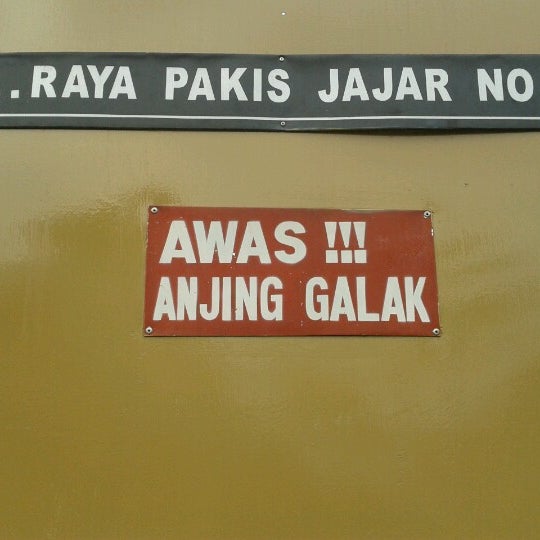 .RAYA PAKIS JAJAR NO
AWAS !!!
ANJING GALAK